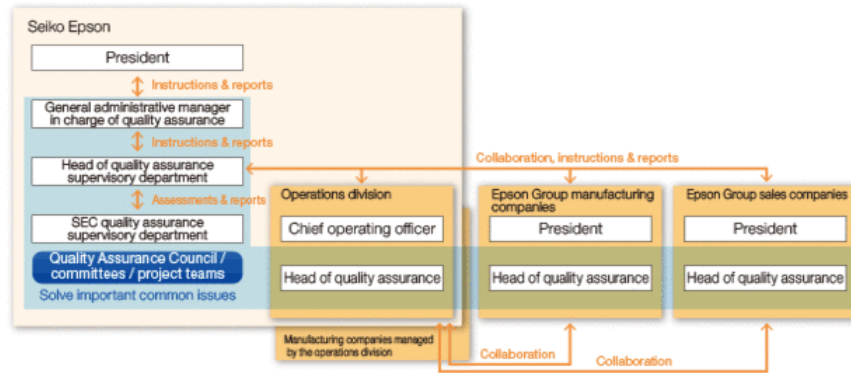 Seiko Epson
President
Instructions & reports
General administrative manager
in charge of quality assurance
Instructions & reports
Head of quality assurance
supervisory department
Collaboration, instructions & reports
Assessments & reports
SEC quality assurance
supervisory department
Quality Assurance Council /
committees / project teams
Solve important common issues
Operations division
Chief operating officer
Head of quality assurance
Manufacturing companies managed
by the operations division
Epson Group manufacturing
companies
President
Head of quality assurance
Epson Group sales companies
President
Head of quality assurance
Collaboration
Collaboration